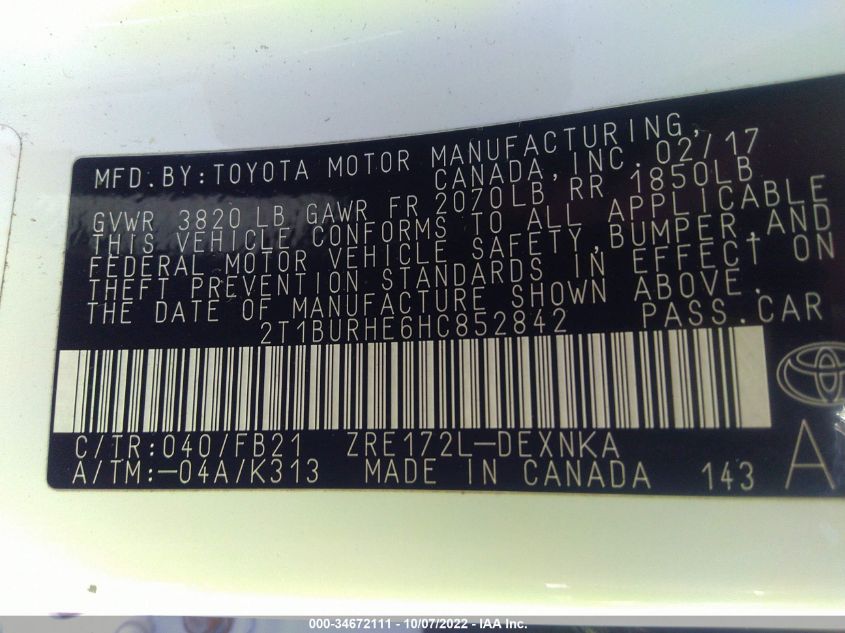 MFD.BY:TOYOTA MOTOR MANUFACTURING,
CANADA,INC. 02/17
GVWR 3820 LB GAWR FR 2070LB RR 1850LB
THIS VEHICLE CONFORMS TO ALL APPLICABLE
FEDERAL MOTOR VEHICLE SAFETY,BUMPER,AND
THEFT PREVENTION STANDARDS IN EFFECT ON
THE DATE OF MANUFACTURE SHOWN ABOVE.
2T1BURHE6HC852842 PASS.CAR
C/TR:040/FB21 ZRE172L-DEXNKA
A/TM:-04A/K313 MADE IN CANADA 143 A
000-34672111 - 10/07/2022 - IAA Inc.